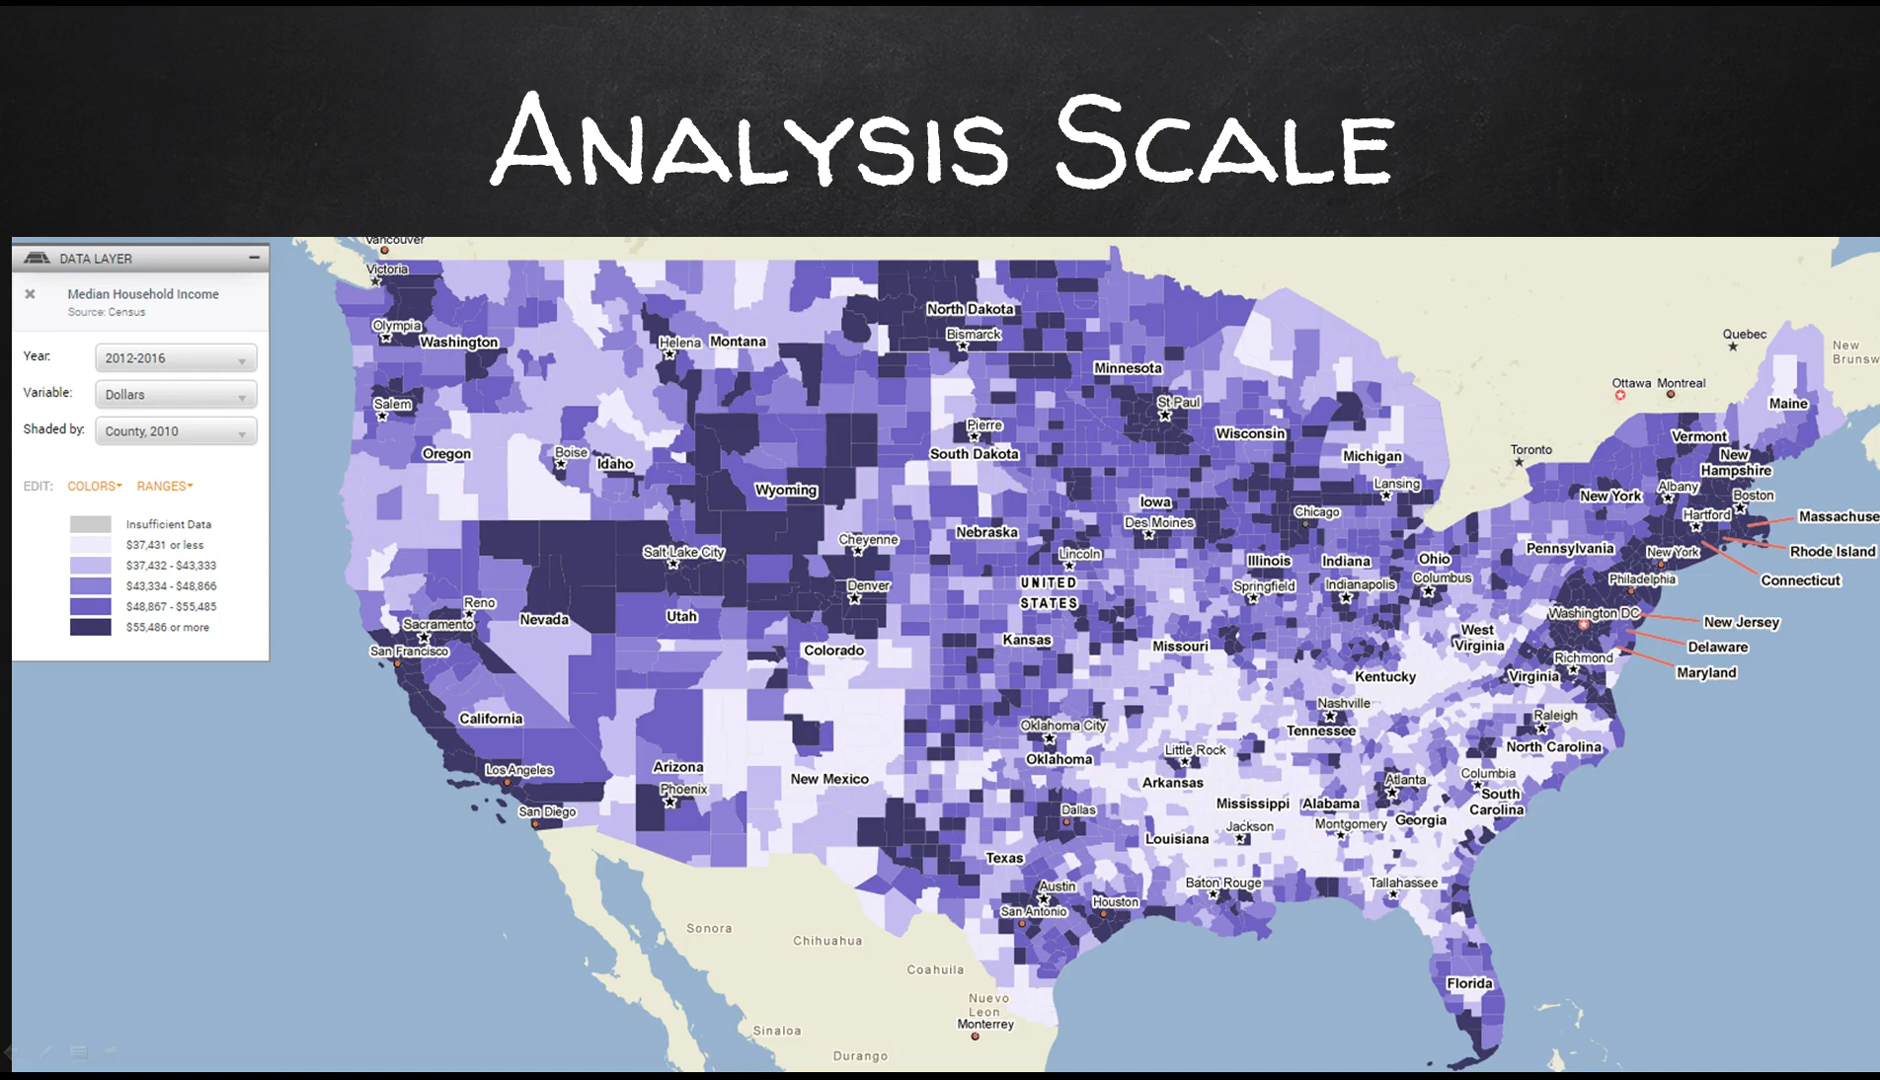 Analysis Scale
DATA LAYER
Median Household Income
Source: Census
Year:
2012-2016
Variable:
Dollars
Shaded by:
County, 2010
EDIT:
COLORS
RANGES
Insufficient Data
$37,431 or less
$37,432 - $43,333
$43,334 - $48,866
$48,867 - $55,485
$55,486 or more
Vancouver
Victoria
Olympia
Washington
Helena
Montana
North Dakota
Bismarck
Minnesota
Quebec
New
Brunsw
Ottawa
Montreal
Maine
Salem
St Paul
Pierre
Wisconsin
Vermont
Oregon
Boise
Idaho
South Dakota
Michigan
Toronto
New
Hampshire
Wyoming
Lansing
Iowa
New York
Albany
Boston
Des Moines
Chicago
Hartford
Massachuse
Cheyenne
Nebraska
Salt Lake City
Lincoln
Illinois
Indiana
Ohio
Pennsylvania
New York
Rhode Island
Denver
UNITED
STATES
Springfield
Indianapolis
Columbus
Philadelphia
Connecticut
Reno
Nevada
Utah
Sacramento
Washington DC
New Jersey
San Francisco
Colorado
Kansas
Missouri
West
Virginia
Delaware
Richmond
Maryland
Kentucky
Virginia
California
Nashville
Raleigh
Oklahoma City
Tennessee
North Carolina
Los Angeles
Arizona
New Mexico
Oklahoma
Little Rock
Arkansas
Atlanta
Columbia
South
Carolina
Phoenix
San Diego
Dallas
Mississippi
Alabama
Georgia
Louisiana
Jackson
Montgomery
Texas
Austin
Baton Rouge
Tallahassee
San Antonio
Houston
Sonora
Chihuahua
Coahuila
Florida
Nuevo
Leon
Monterrey
Sinaloa
Durango